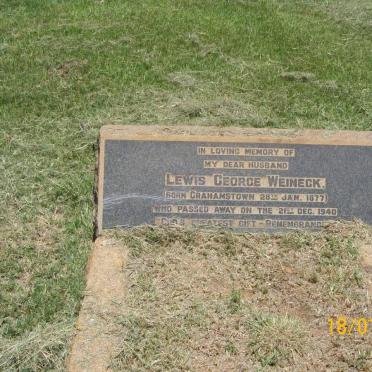 IN LOVING MEMORY OF
MY DEAR HUSBAND
LEWIS GEORGE WEINECK
(BORN GRAHAMSTOWN 28TH JAN. 1877)
WHO PASSED AWAY ON THE 21ST DEC. 1940
GOD'S GREATEST GIFT - REMEMBRANCE
18/0